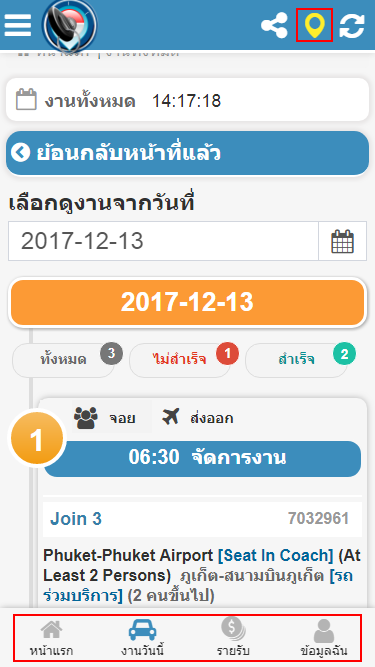 งานทั้งหมด 14:17:18
ย้อนกลับหน้าที่แล้ว
เลือกดูงานจากวันที่
2017-12-13
2017-12-13
ทั้งหมด 3 ไม่สำเร็จ 1 สำเร็จ 2
จอย ส่งออก
1
06:30 จัดการงาน
Join 3 7032961
Phuket-Phuket Airport [Seat In Coach] (At
Least 2 Persons) ภูเก็ต-สนามบินภูเก็ต [รถ
ร่วมบริการ] (2 คนขึ้นไป)
หน้าแรก งานวันนี้ รายรับ ข้อมูลฉัน